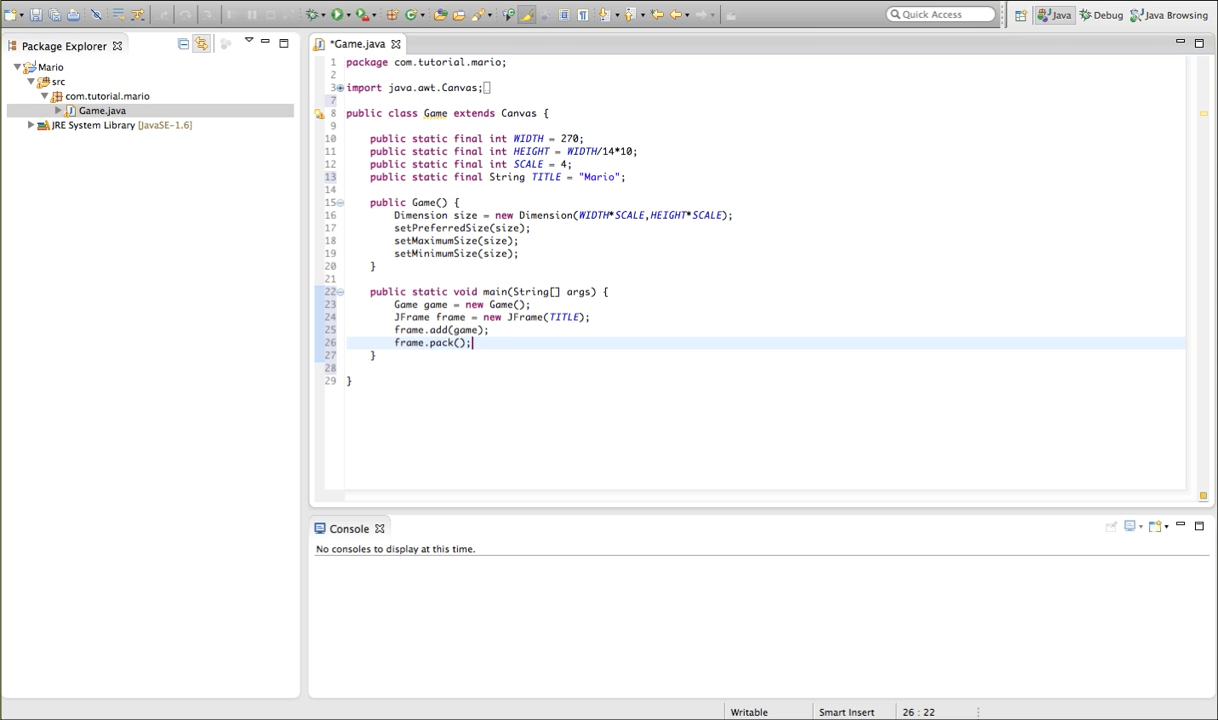 Quick Access
Java
Debug
Java Browsing
Package Explorer
Mario
src
com.tutorial.mario
Game.java
JRE System Library [JavaSE-1.6]
*Game.java
1 package com.tutorial.mario;
2
3 import java.awt.Canvas;
7
8 public class Game extends Canvas {
9
10 public static final int WIDTH = 270;
11 public static final int HEIGHT = WIDTH/14*10;
12 public static final int SCALE = 4;
13 public static final String TITLE = "Mario";
14
15 public Game() {
16 Dimension size = new Dimension(WIDTH*SCALE,HEIGHT*SCALE);
17 setPreferredSize(size);
18 setMaximumSize(size);
19 setMinimumSize(size);
20 }
21
22 public static void main(String[] args) {
23 Game game = new Game();
24 JFrame frame = new JFrame(TITLE);
25 frame.add(game);
26 frame.pack();
27 }
28
29 }
Console
No consoles to display at this time.
Writable
Smart Insert
26 : 22